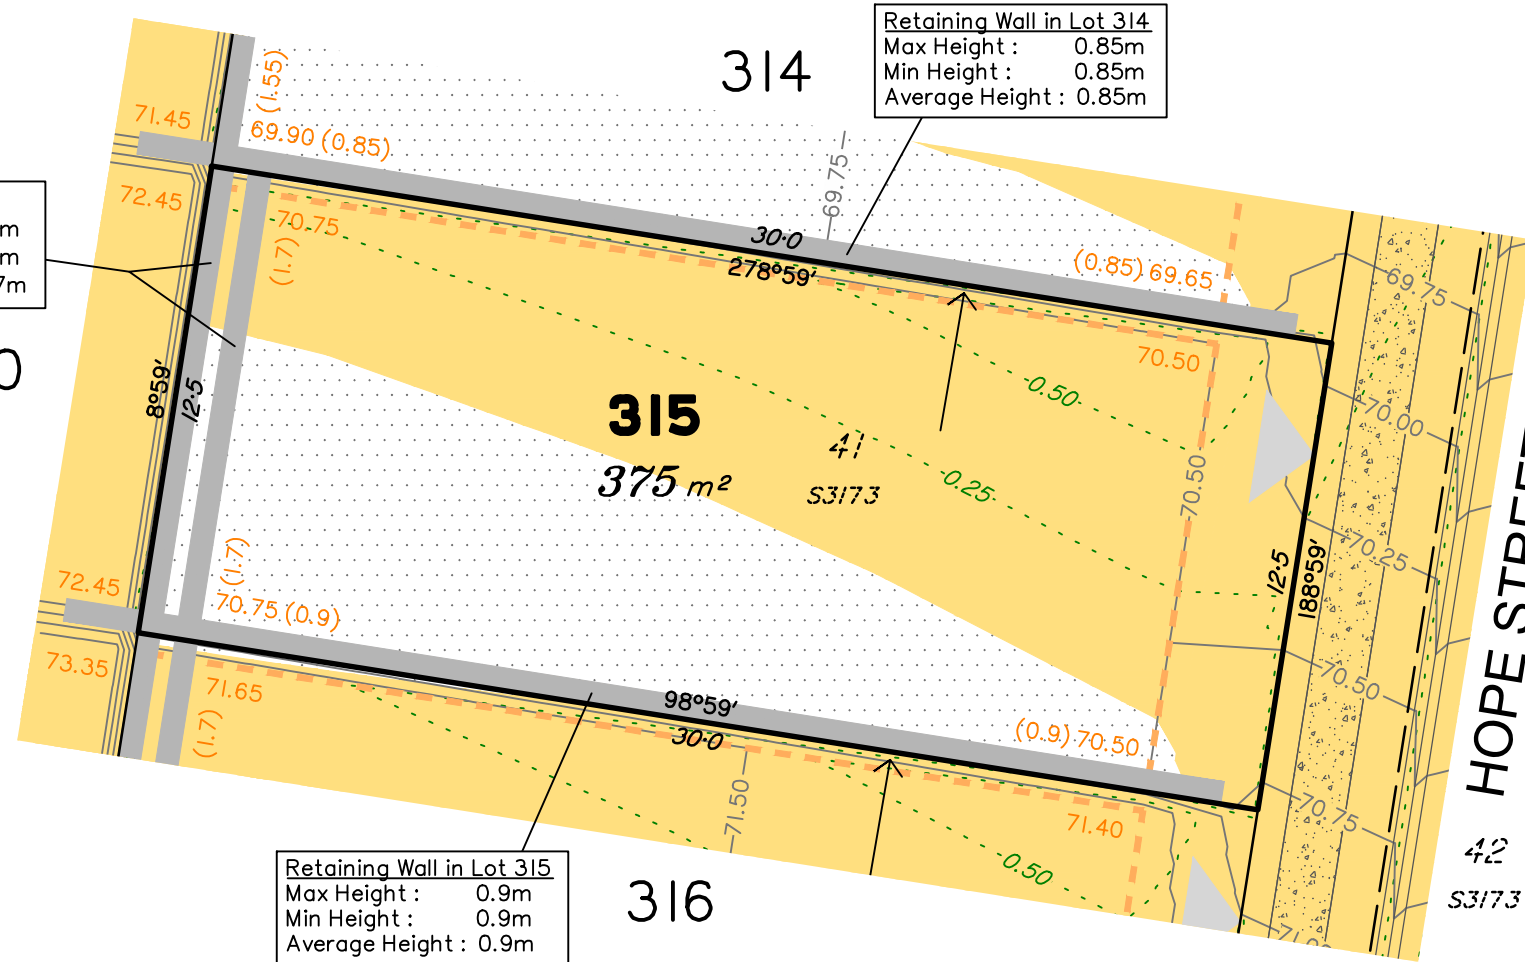 Retaining Wall in Lot 314
Max Height : 0.85m
Min Height : 0.85m
Average Height : 0.85m
314
(1.55)
71.45
69.90 (0.85)
69.75
72.45
70.75
(1.7)
30·0
278°59'
(0.85) 69.65
69.75
m
m
7m
0
70.50
0.50
70.00
8°59'
12·5
315
375 m²
41
S3173
0.25
70.50
70.25
12·5
188°59'
HOPE STREET
72.45
(1.7)
70.75 (0.9)
73.35
71.65
(1.7)
98°59'
30·0
(0.9) 70.50
70.50
70.75
71.50
71.40
0.50
42
S3173
Retaining Wall in Lot 315
Max Height : 0.9m
Min Height : 0.9m
Average Height : 0.9m
316